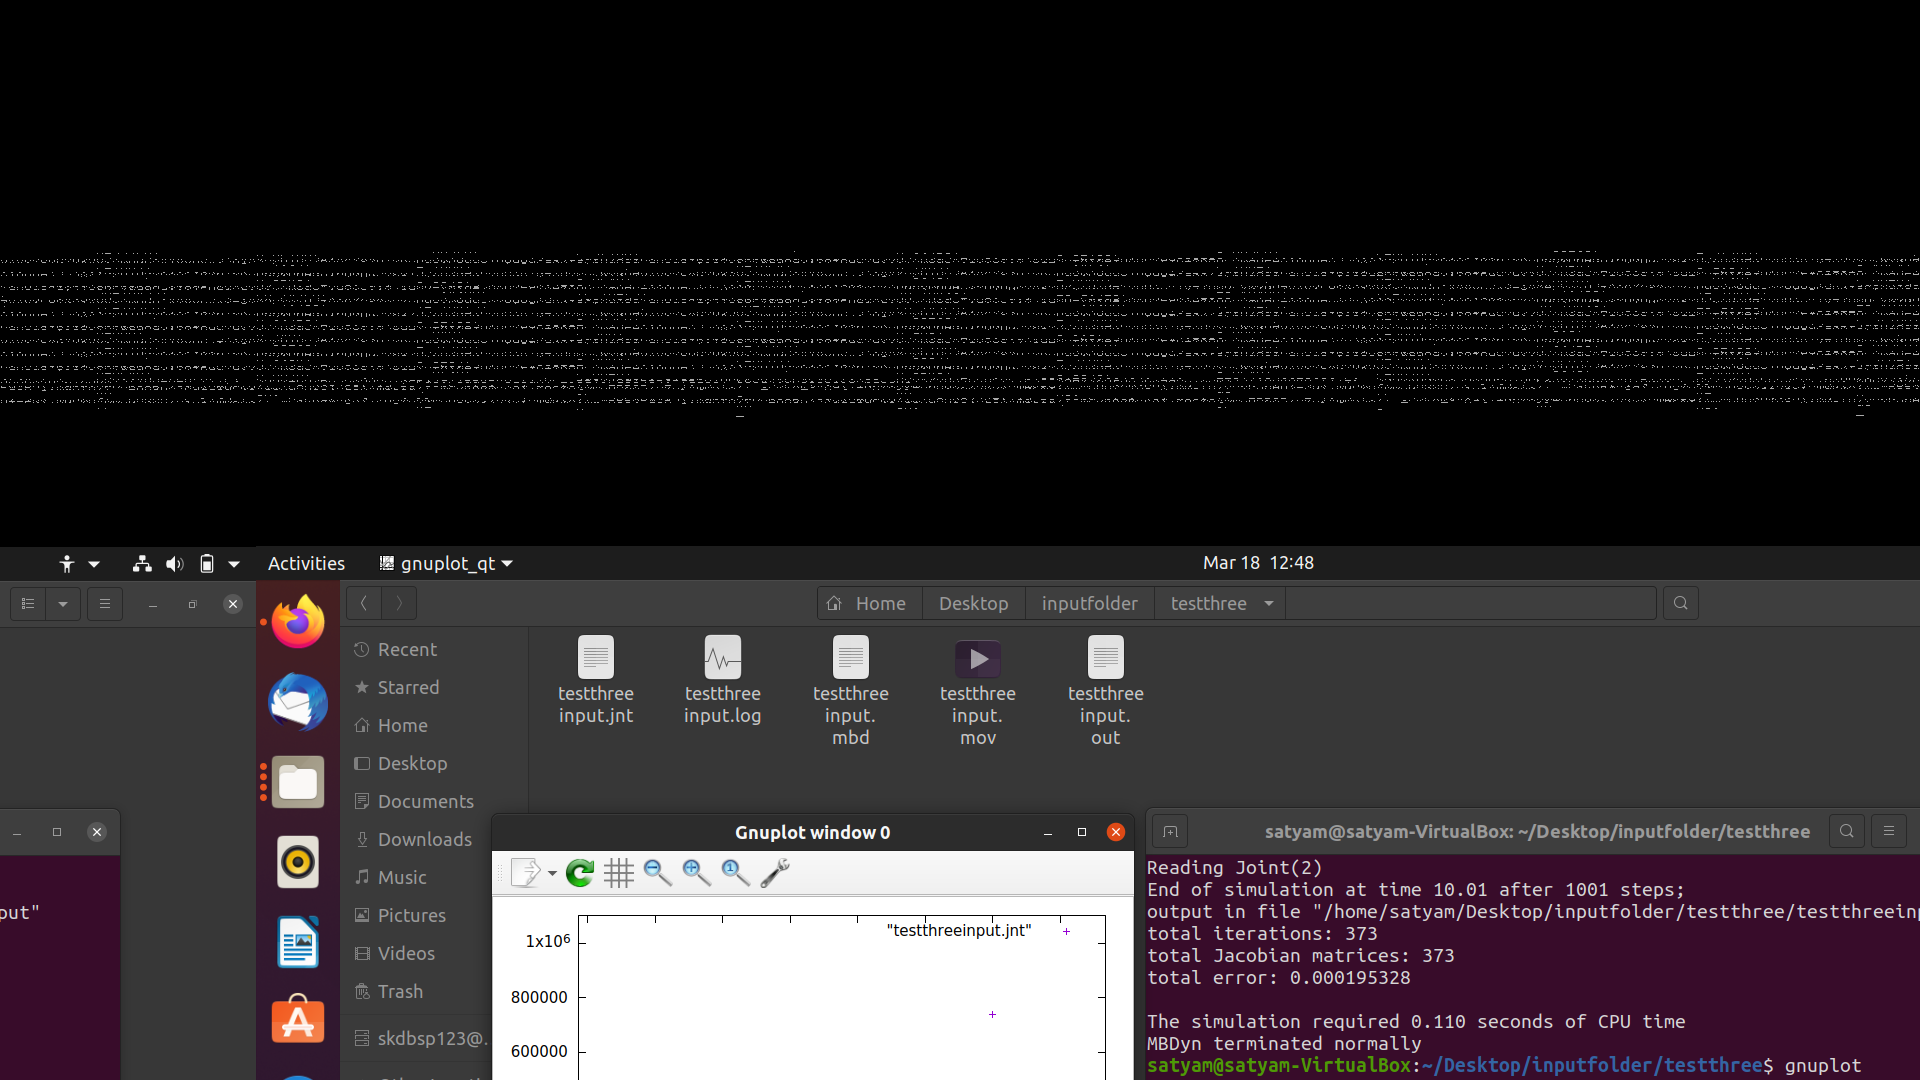 Activities
gnuplot_qt
Mar 18 12:48
Home
Desktop
inputfolder
testthree
Recent
Starred
Home
Desktop
Documents
Downloads
Music
Pictures
Videos
Trash
skdbsp123@.
testthree
input.jnt
testthree
input.log
testthree
input.
mbd
testthree
input.
mov
testthree
input.
out
put"
Gnuplot window 0
1x10⁶
800000
600000
"testthreeinput.jnt"
satyam@satyam-VirtualBox: ~/Desktop/inputfolder/testthree
Reading Joint(2)
End of simulation at time 10.01 after 1001 steps;
output in file "/home/satyam/Desktop/inputfolder/testthree/testthreeinp
total iterations: 373
total Jacobian matrices: 373
total error: 0.000195328
The simulation required 0.110 seconds of CPU time
MBDyn terminated normally
satyam@satyam-VirtualBox:~/Desktop/inputfolder/testthree$ gnuplot